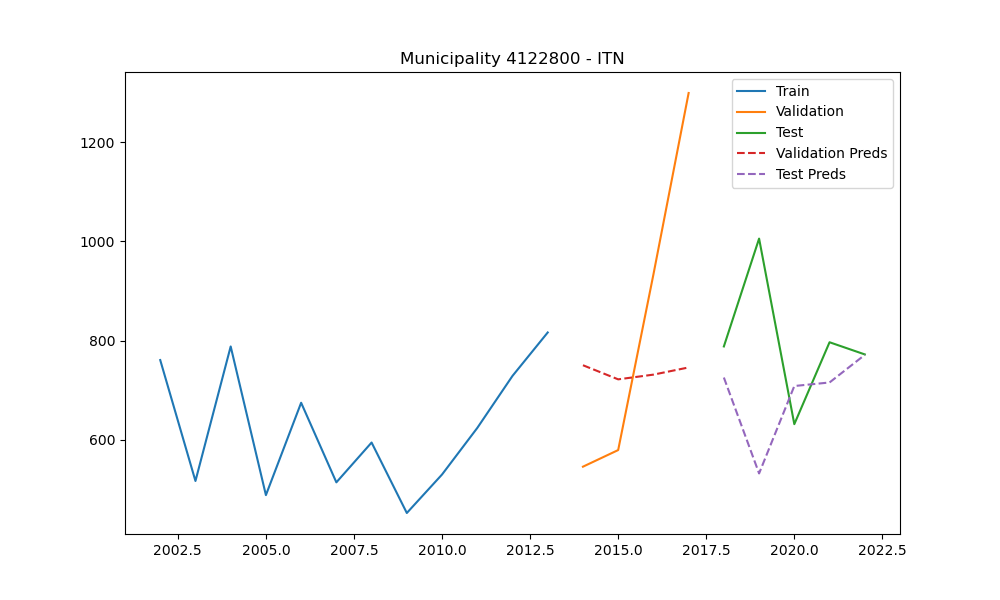 Municipality 4122800 - ITN
Train
Validation
Test
Validation Preds
Test Preds
1200
1000
800
600
2002.5 2005.0 2007.5 2010.0 2012.5 2015.0 2017.5 2020.0 2022.5